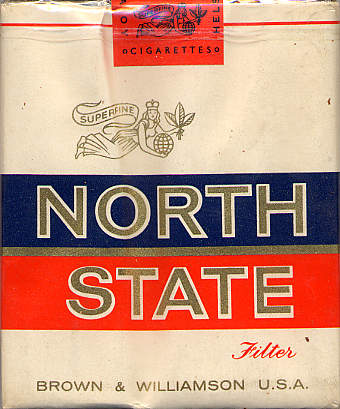 CIGARETTES
SUPERFINE
NORTH
STATE
Filter
BROWN & WILLIAMSON U.S.A.